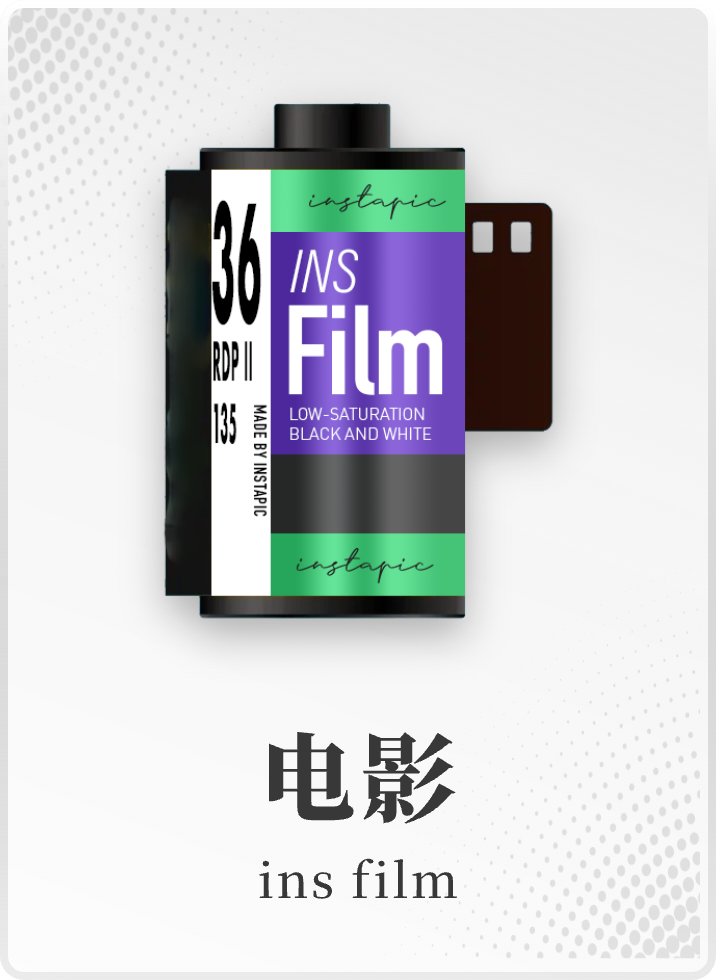 instapic
36
RDP II
135
MADE BY INSTAPIC
INS
Film
LOW-SATURATION
BLACK AND WHITE
instapic
电影
ins film